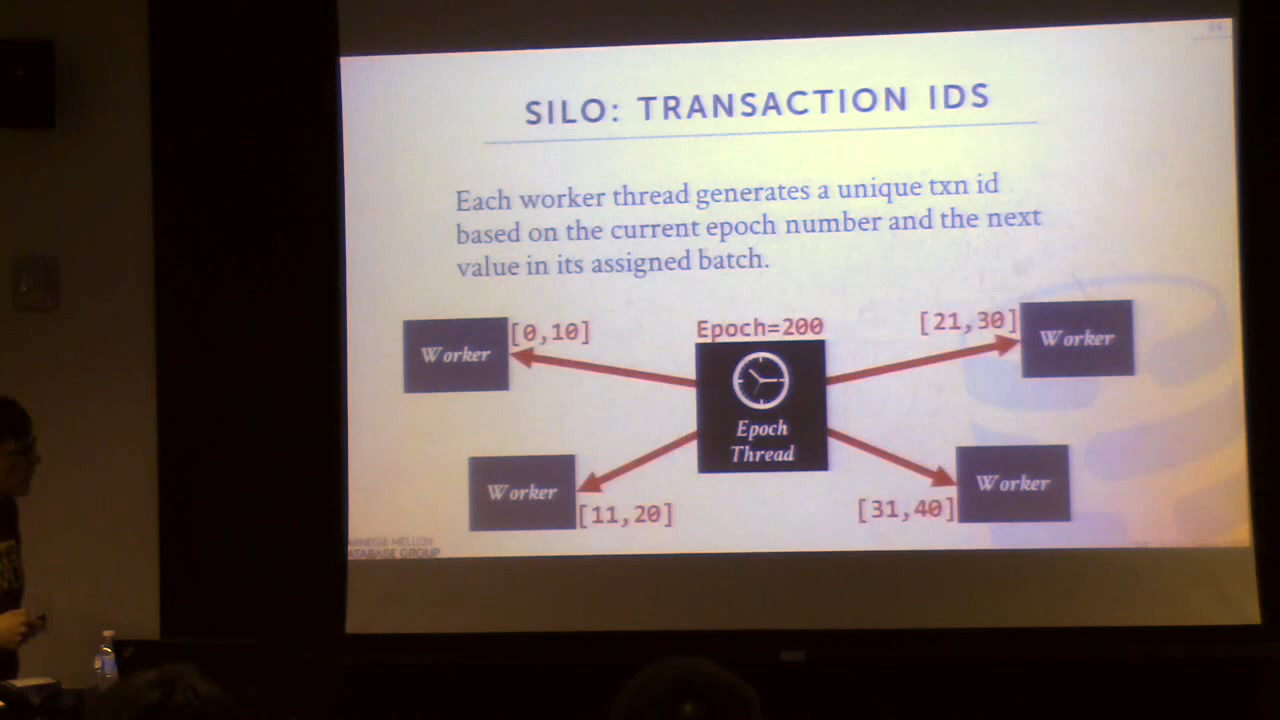 SILO: TRANSACTION IDS
Each worker thread generates a unique txn id
based on the current epoch number and the next
value in its assigned batch.
Worker
[0,10]
Epoch=200
[21,30]
Worker
Epoch
Thread
Worker
[11,20]
[31,40]
Worker
ARNEGIE MELLON
ATABASE GROUP